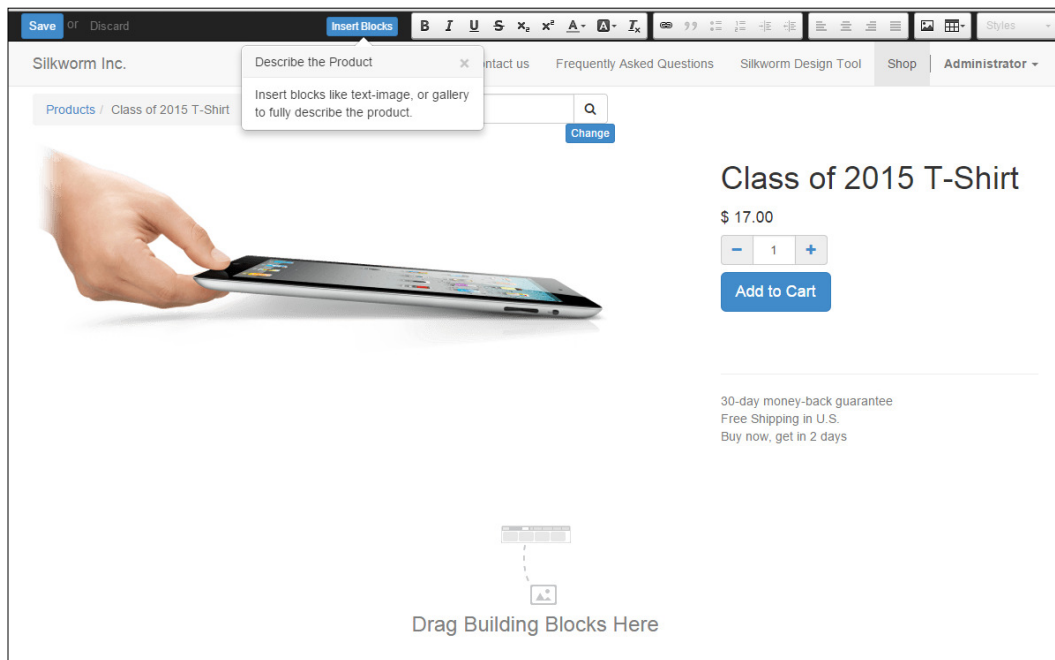 Save or Discard Insert Blocks B I U S x₂ x² A A Tx Styles
Silkworm Inc. Describe the Product × ntact us Frequently Asked Questions Silkworm Design Tool Shop Administrator
Insert blocks like text-image, or gallery
to fully describe the product.
Products / Class of 2015 T-Shirt
Change
Class of 2015 T-Shirt
$ 17.00
− 1 +
Add to Cart
30-day money-back guarantee
Free Shipping in U.S.
Buy now, get in 2 days
Drag Building Blocks Here